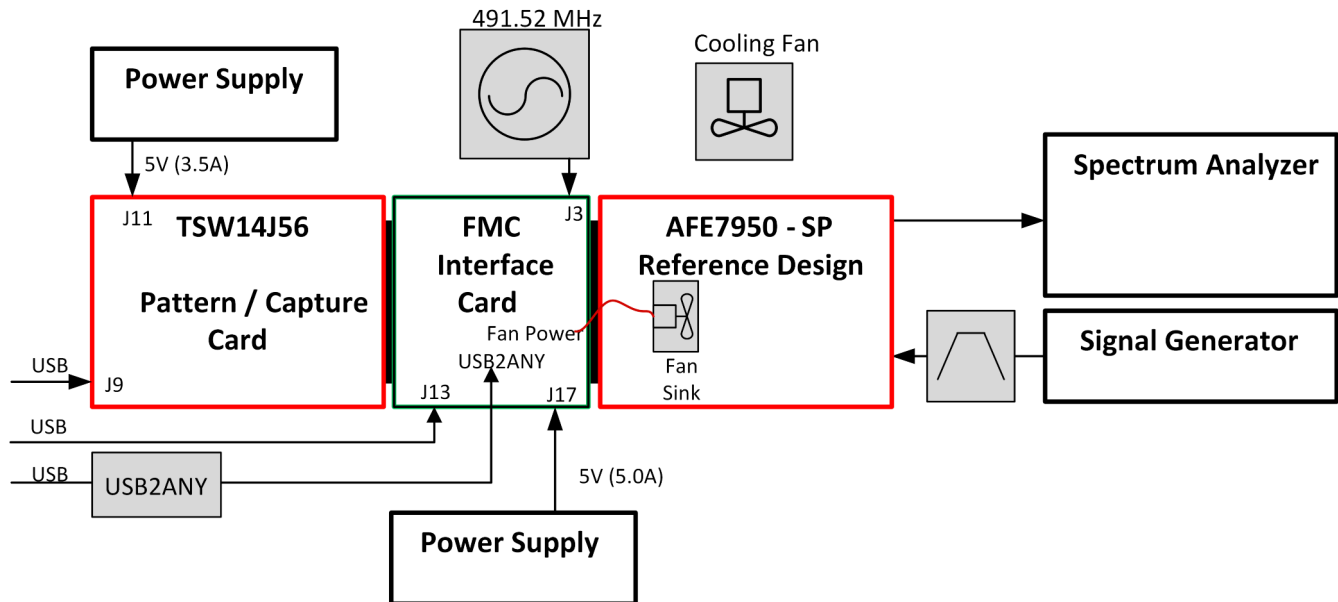 491.52 MHz
Cooling Fan
Power Supply
5V (3.5A)
Spectrum Analyzer
J11
TSW14J56
Pattern / Capture
Card
J9
FMC
Interface
Card
J3
Fan Power
USB2ANY
J13
J17
AFE7950 - SP
Reference Design
Fan
Sink
Signal Generator
USB
USB
USB
USB2ANY
5V (5.0A)
Power Supply